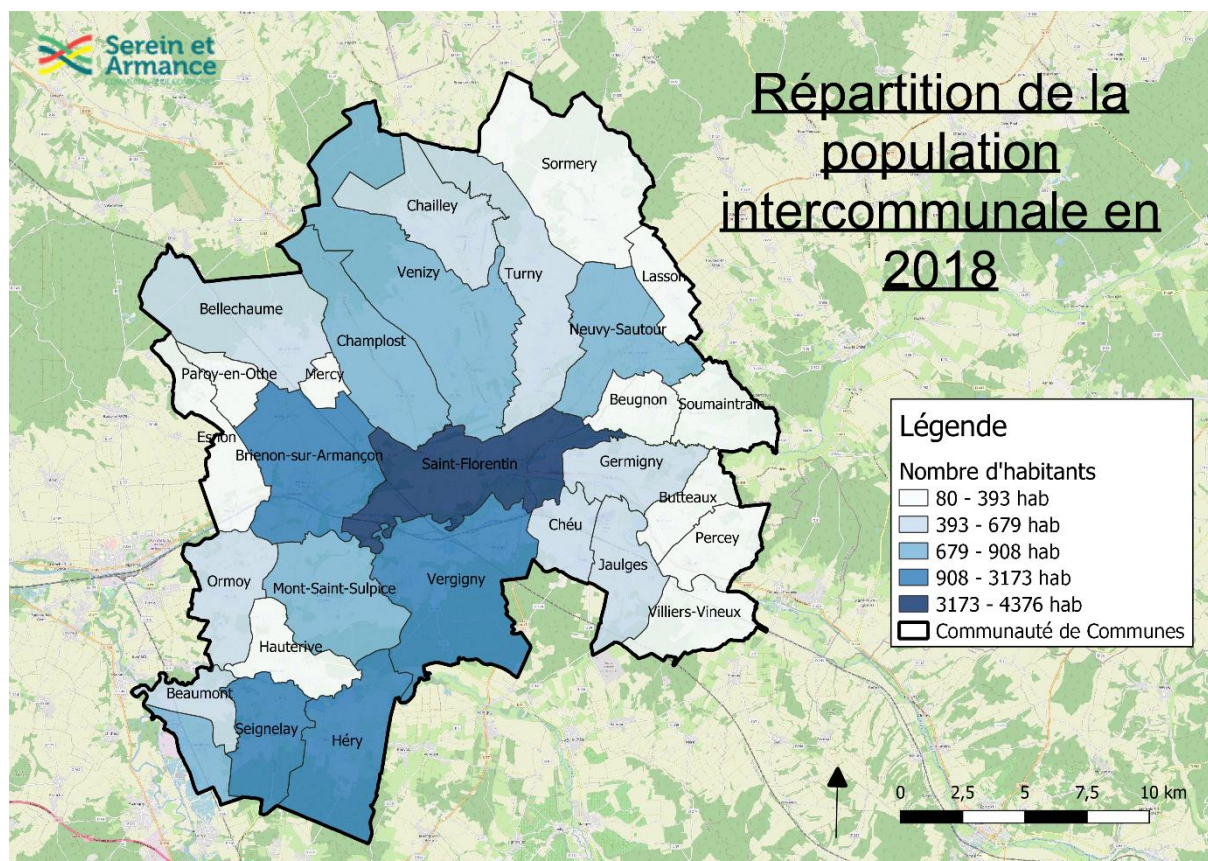 Serein et
Armance
COMMUNAUTÉ DE COMMUNES
Répartition de la
population
intercommunale en
2018
Sormery
Chailley
Venizy
Turny
Lasson
Bellechaume
Champlost
Neuvy-Sautour
Paroy-en-Othe
Mercy
Beugnon
Soumaintrain
Esnon
Brienon-sur-Armançon
Saint-Florentin
Germigny
Butteaux
Chéu
Percey
Ormoy
Mont-Saint-Sulpice
Vergigny
Jaulges
Villiers-Vineux
Hauterive
Beaumont
Seignelay
Héry
Légende
Nombre d'habitants
80 - 393 hab
393 - 679 hab
679 - 908 hab
908 - 3173 hab
3173 - 4376 hab
Communauté de Communes
0 2,5 5 7,5 10 km